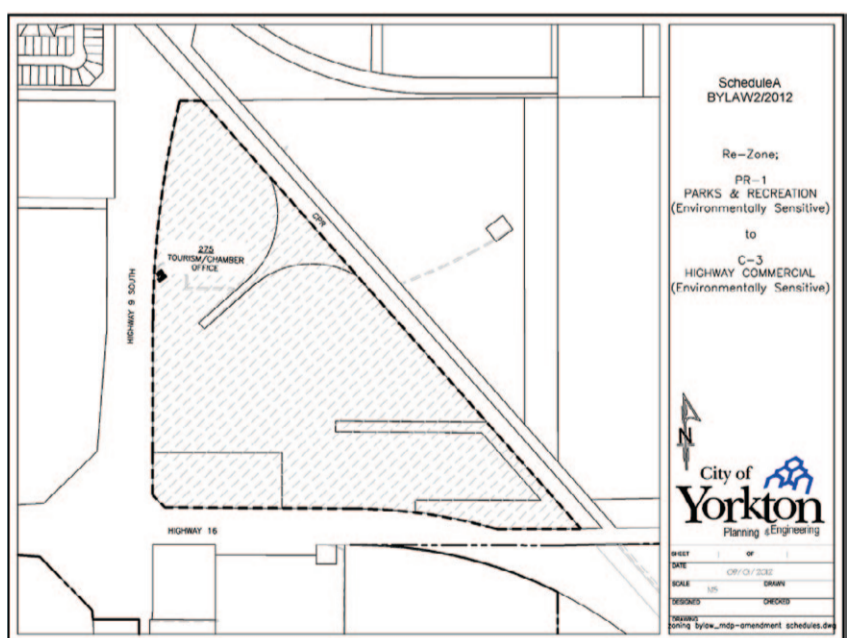 ScheduleA
BYLAW2/2012
Re-Zone;
PR-1
PARKS & RECREATION
(Environmentally Sensitive)
to
C-3
HIGHWAY COMMERCIAL
(Environmentally Sensitive)
CPR
275
TOURISM/CHAMBER
OFFICE
HIGHWAY 9 SOUTH
HIGHWAY 16
N
City of
Yorkton
Planning & Engineering
SHEET OF
DATE
SCALE DRAWN
DESIGNED CHECKED
DRAWING
zoning bylaw_mdp-amendment schedules.dwg